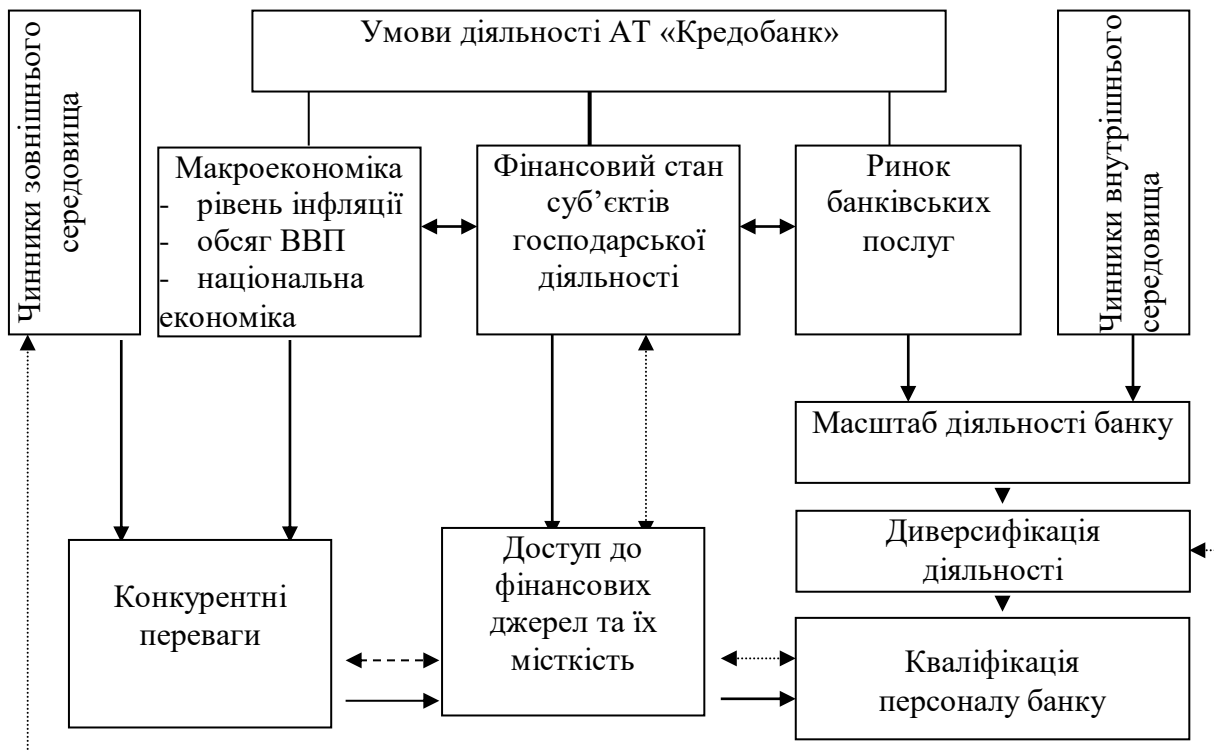 Умови діяльності АТ «Кредобанк»
Чинники зовнішнього
середовища
Макроекономіка
- рівень інфляції
- обсяг ВВП
- національна
економіка
Фінансовий стан
суб’єктів
господарської
діяльності
Ринок
банківських
послуг
Чинники внутрішнього
середовища
Масштаб діяльності банку
Диверсифікація
діяльності
Конкурентні
переваги
Доступ до
фінансових
джерел та їх
місткість
Кваліфікація
персоналу банку